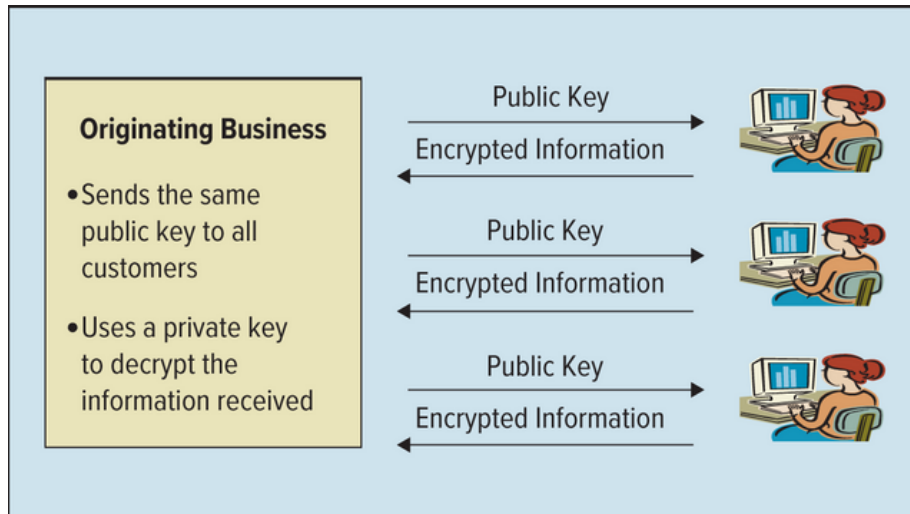 Originating Business
•Sends the same
public key to all
customers
•Uses a private key
to decrypt the
information received
Public Key
Encrypted Information
Public Key
Encrypted Information
Public Key
Encrypted Information